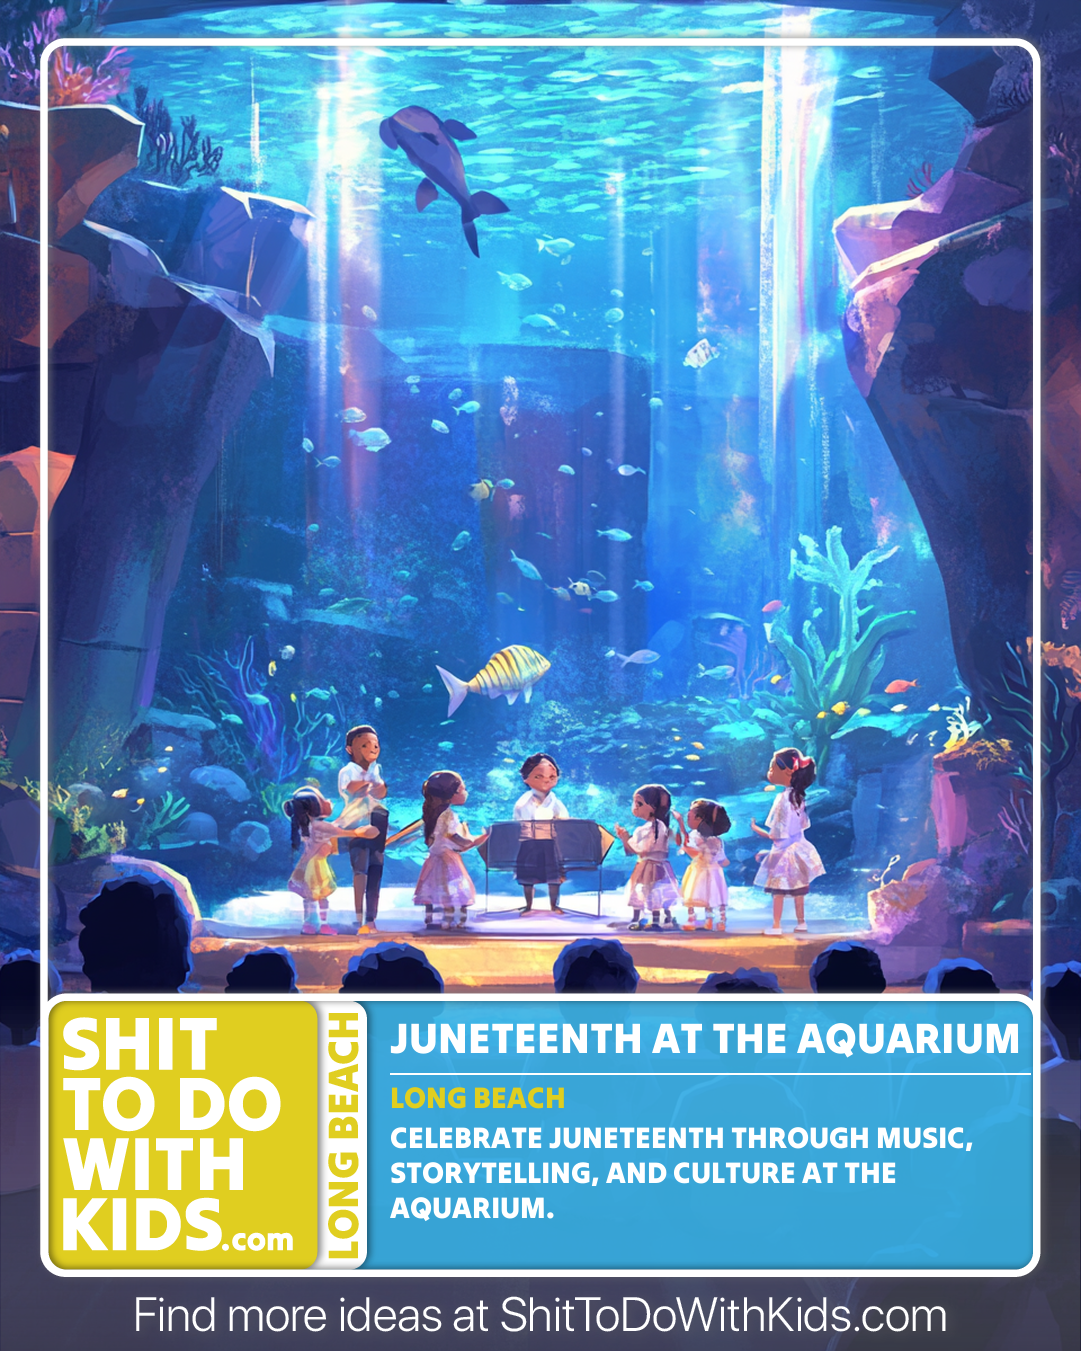 SHIT
TO DO
WITH
KIDS.com
LONG BEACH
JUNETEENTH AT THE AQUARIUM
LONG BEACH
CELEBRATE JUNETEENTH THROUGH MUSIC,
STORYTELLING, AND CULTURE AT THE
AQUARIUM.
Find more ideas at ShitToDoWithKids.com